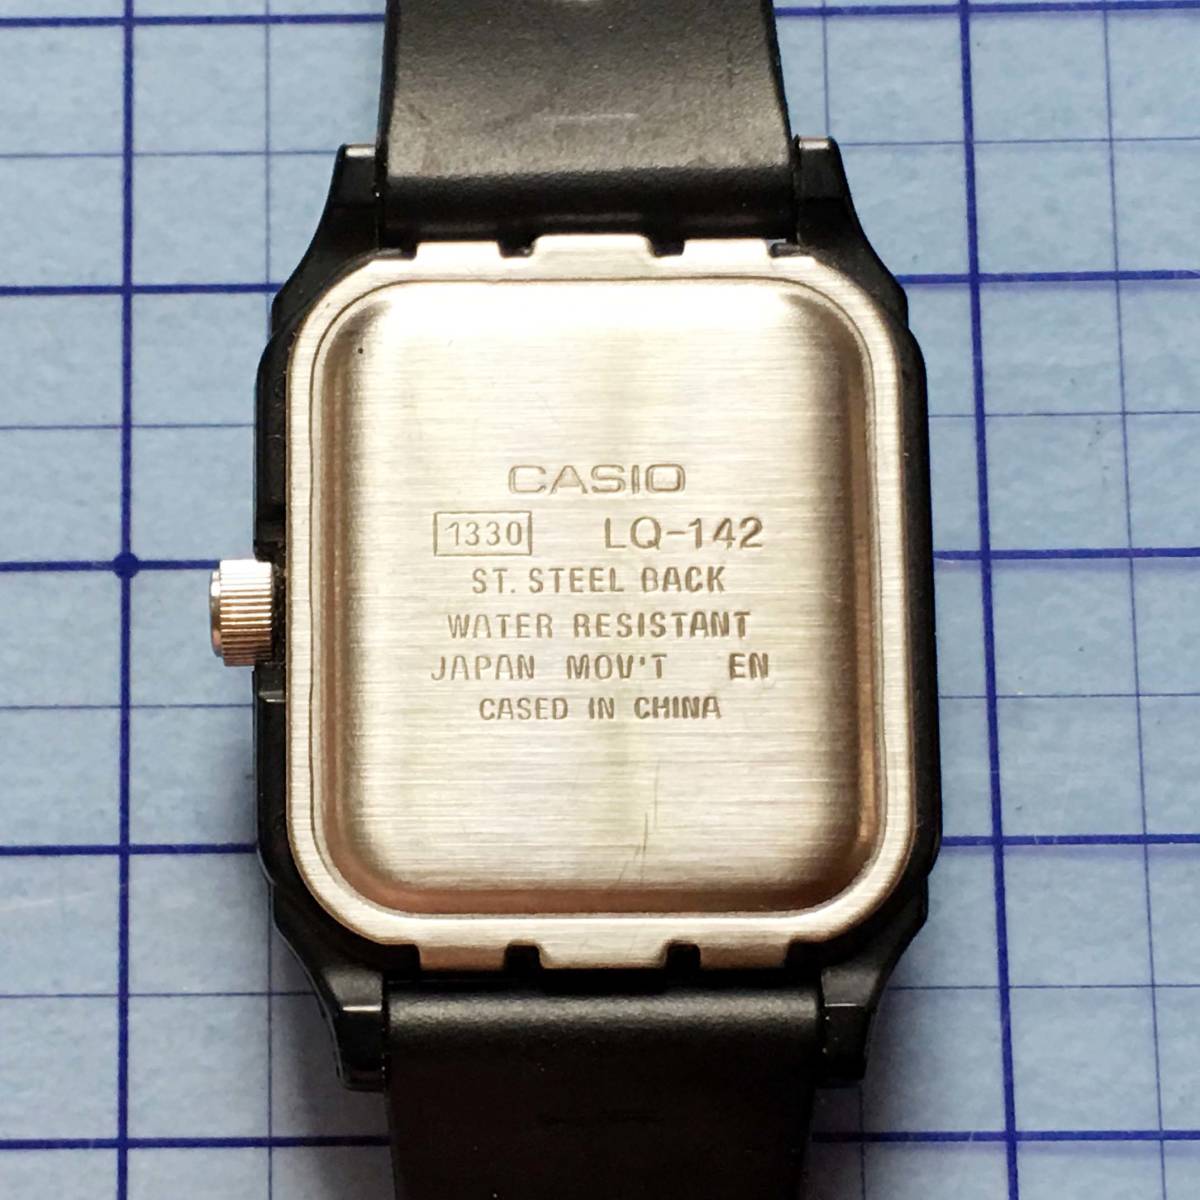 CASIO
1330 LQ-142
ST. STEEL BACK
WATER RESISTANT
JAPAN MOV'T EN
CASED IN CHINA